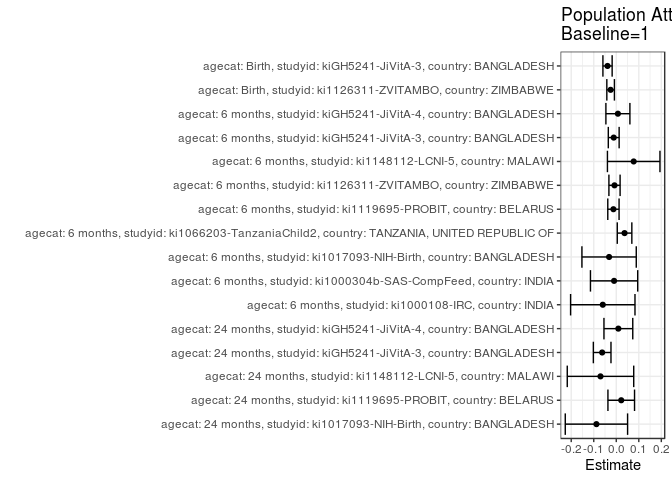 Population Att
Baseline=1
agecat: Birth, studyid: kiGH5241-JiVitA-3, country: BANGLADESH
agecat: Birth, studyid: ki1126311-ZVITAMBO, country: ZIMBABWE
agecat: 6 months, studyid: kiGH5241-JiVitA-4, country: BANGLADESH
agecat: 6 months, studyid: kiGH5241-JiVitA-3, country: BANGLADESH
agecat: 6 months, studyid: ki1148112-LCNI-5, country: MALAWI
agecat: 6 months, studyid: ki1126311-ZVITAMBO, country: ZIMBABWE
agecat: 6 months, studyid: ki1119695-PROBIT, country: BELARUS
agecat: 6 months, studyid: ki1066203-TanzaniaChild2, country: TANZANIA, UNITED REPUBLIC OF
agecat: 6 months, studyid: ki1017093-NIH-Birth, country: BANGLADESH
agecat: 6 months, studyid: ki1000304b-SAS-CompFeed, country: INDIA
agecat: 6 months, studyid: ki1000108-IRC, country: INDIA
agecat: 24 months, studyid: kiGH5241-JiVitA-4, country: BANGLADESH
agecat: 24 months, studyid: kiGH5241-JiVitA-3, country: BANGLADESH
agecat: 24 months, studyid: ki1148112-LCNI-5, country: MALAWI
agecat: 24 months, studyid: ki1119695-PROBIT, country: BELARUS
agecat: 24 months, studyid: ki1017093-NIH-Birth, country: BANGLADESH
-0.2 -0.1 0.0 0.1 0.2
Estimate